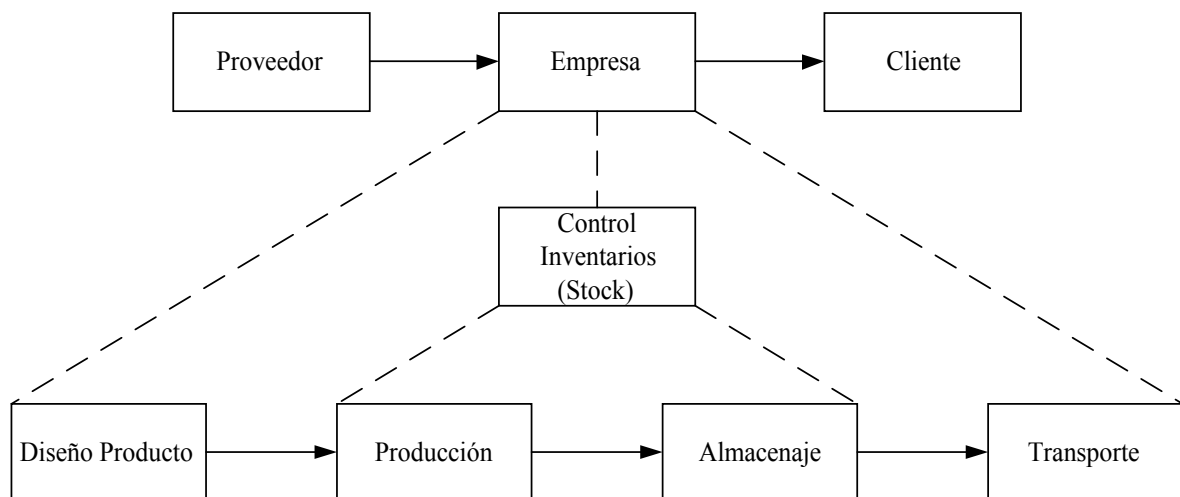 Proveedor
Empresa
Cliente
Control
Inventarios
(Stock)
Diseño Producto
Producción
Almacenaje
Transporte